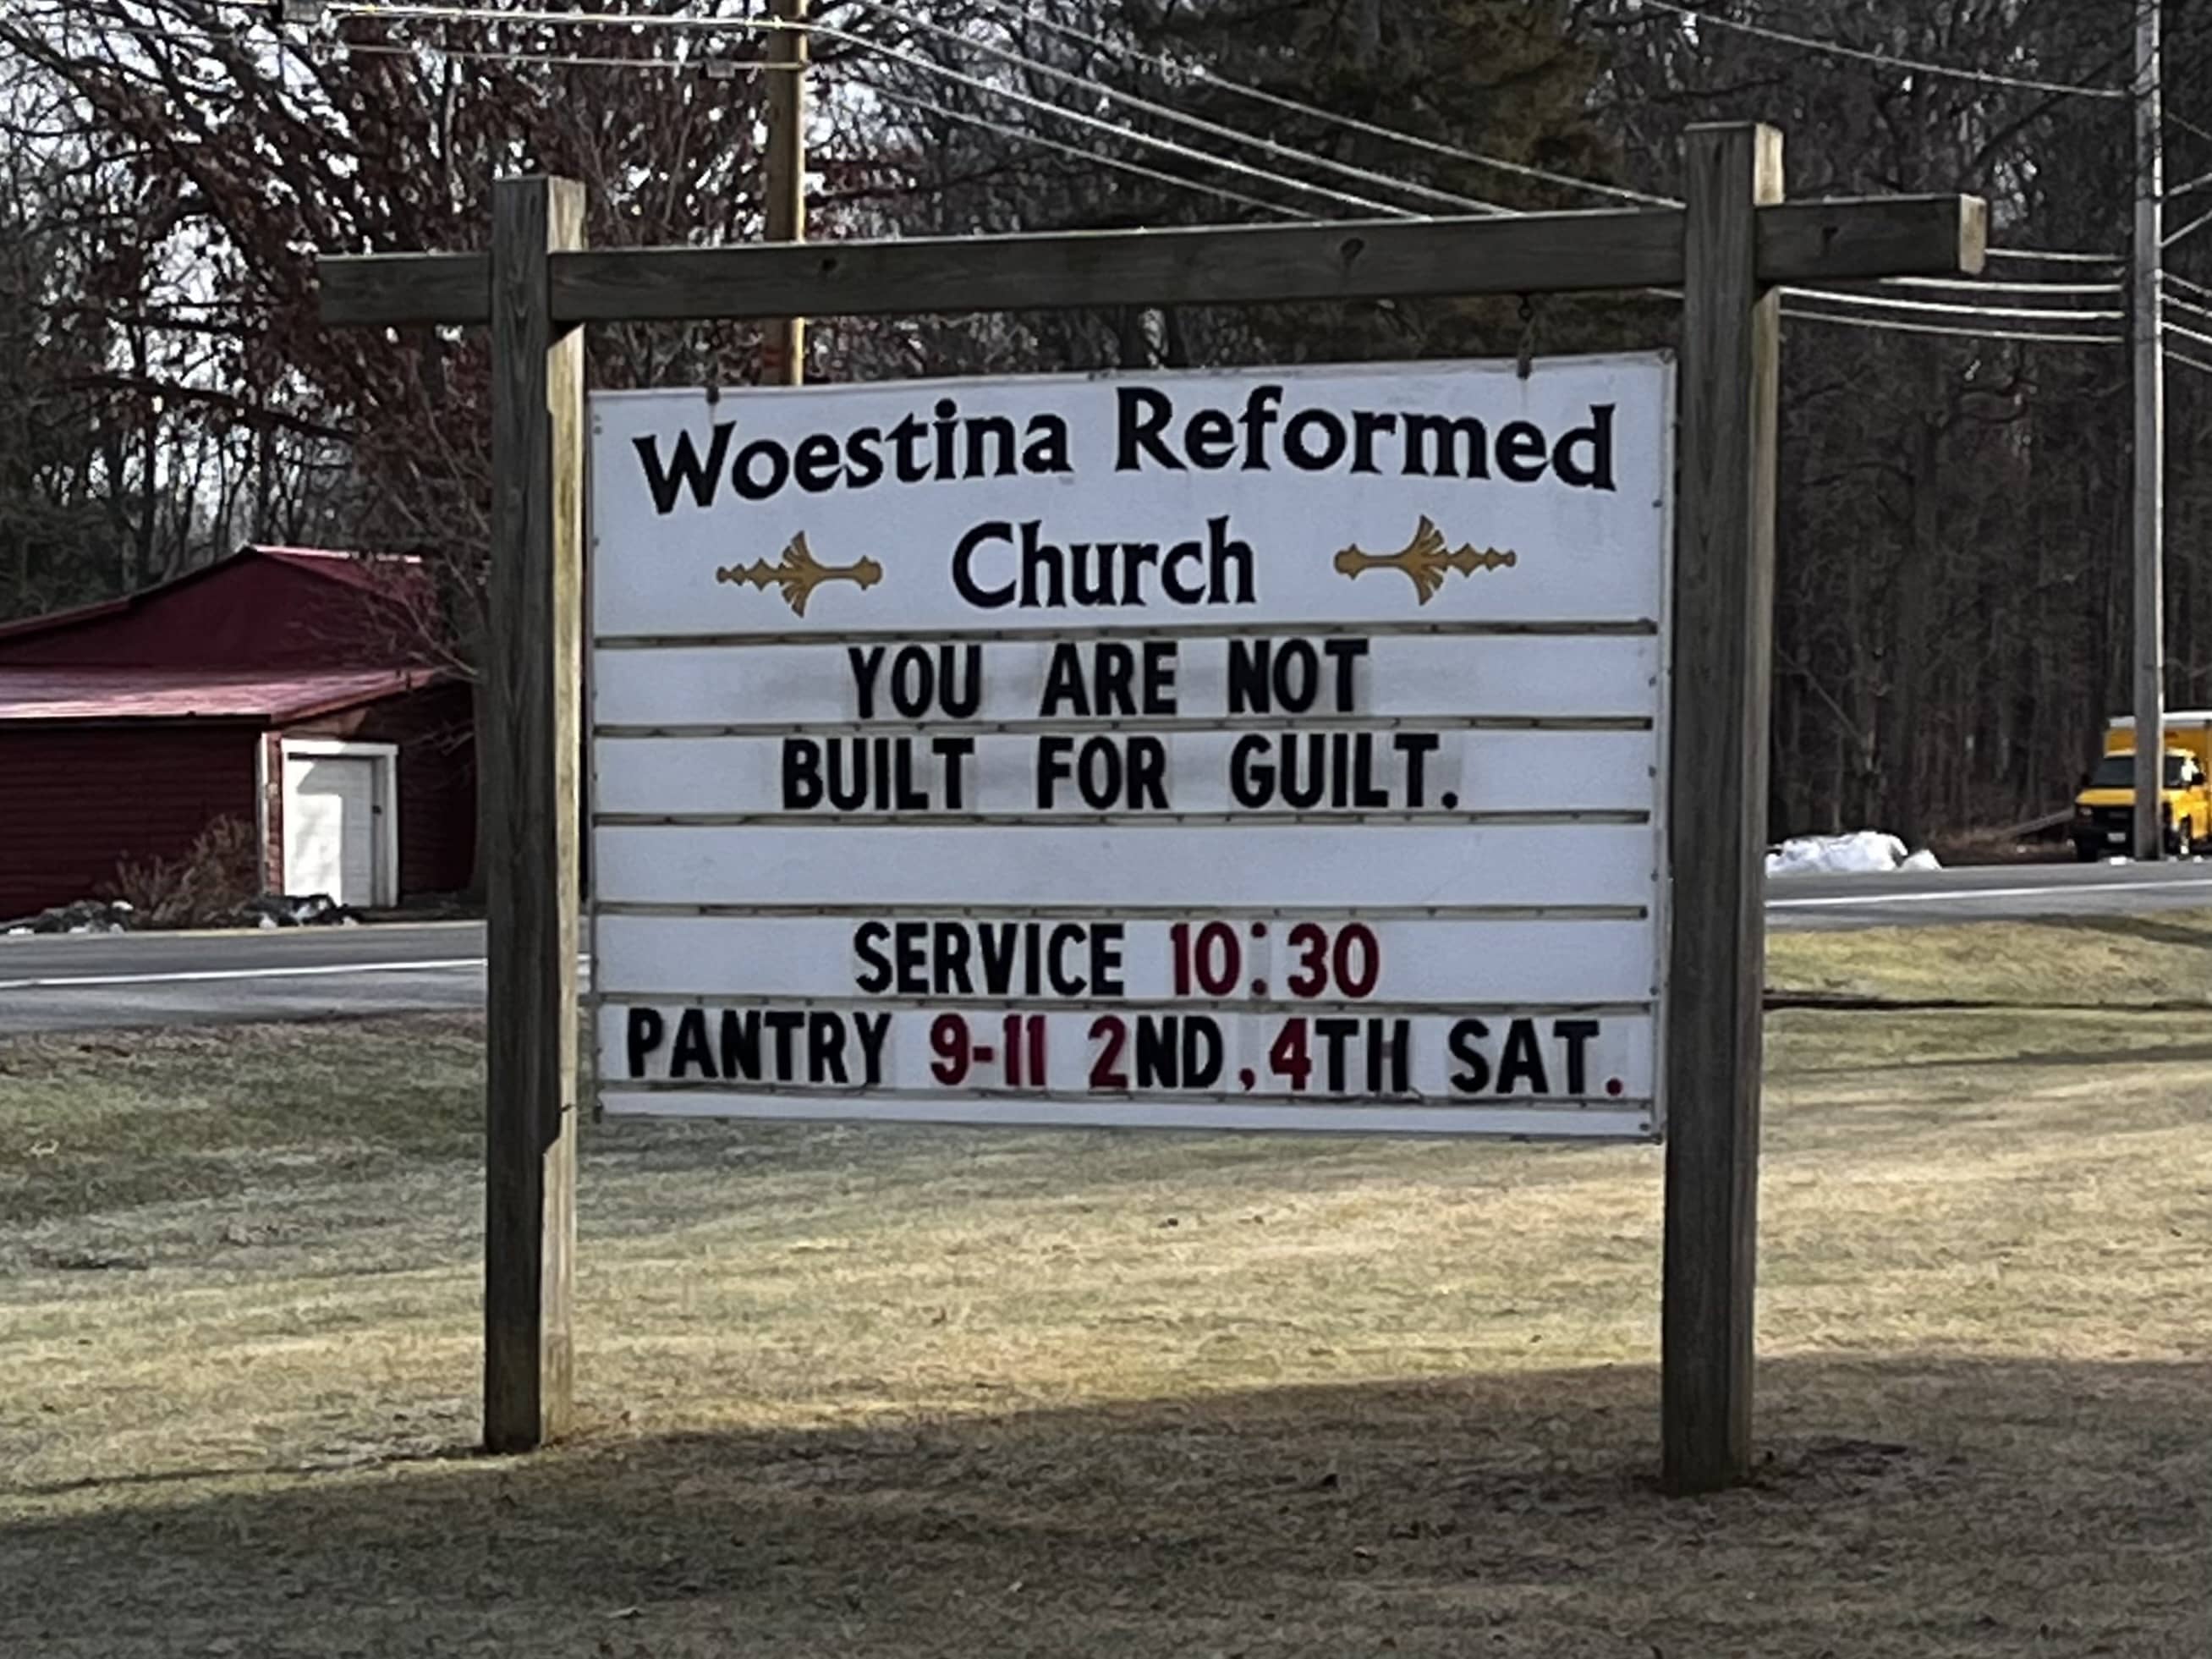 Woestina Reformed
Church
YOU ARE NOT
BUILT FOR GUILT.
SERVICE 10:30
PANTRY 9-11 2ND, 4TH SAT.